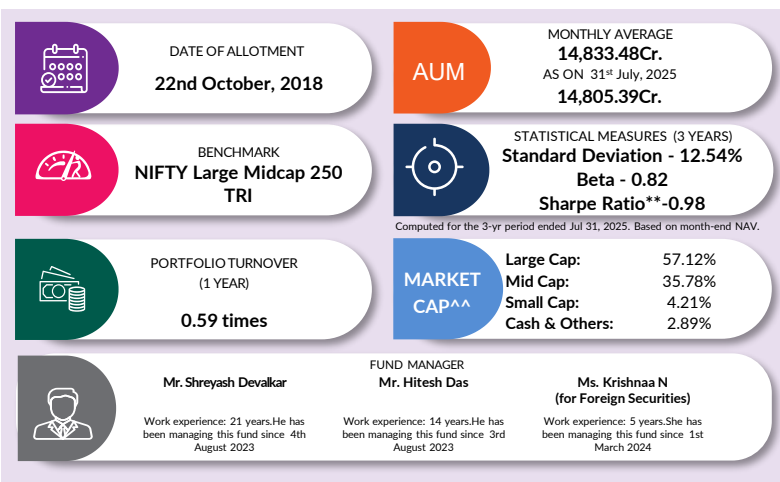 DATE OF ALLOTMENT
22nd October, 2018
AUM
MONTHLY AVERAGE
14,833.48Cr.
AS ON 31st July, 2025
14,805.39Cr.
BENCHMARK
NIFTY Large Midcap 250
TRI
STATISTICAL MEASURES (3 YEARS)
Standard Deviation - 12.54%
Beta - 0.82
Sharpe Ratio**-0.98
Computed for the 3-yr period ended Jul 31, 2025. Based on month-end NAV.
PORTFOLIO TURNOVER
(1 YEAR)
0.59 times
MARKET
CAP^^
Large Cap: 57.12%
Mid Cap: 35.78%
Small Cap: 4.21%
Cash & Others: 2.89%
FUND MANAGER
Mr. Shreyash Devalkar
Work experience: 21 years.He has
been managing this fund since 4th
August 2023
Mr. Hitesh Das
Work experience: 14 years.He has
been managing this fund since 3rd
August 2023
Ms. Krishnaa N
(for Foreign Securities)
Work experience: 5 years.She has
been managing this fund since 1st
March 2024